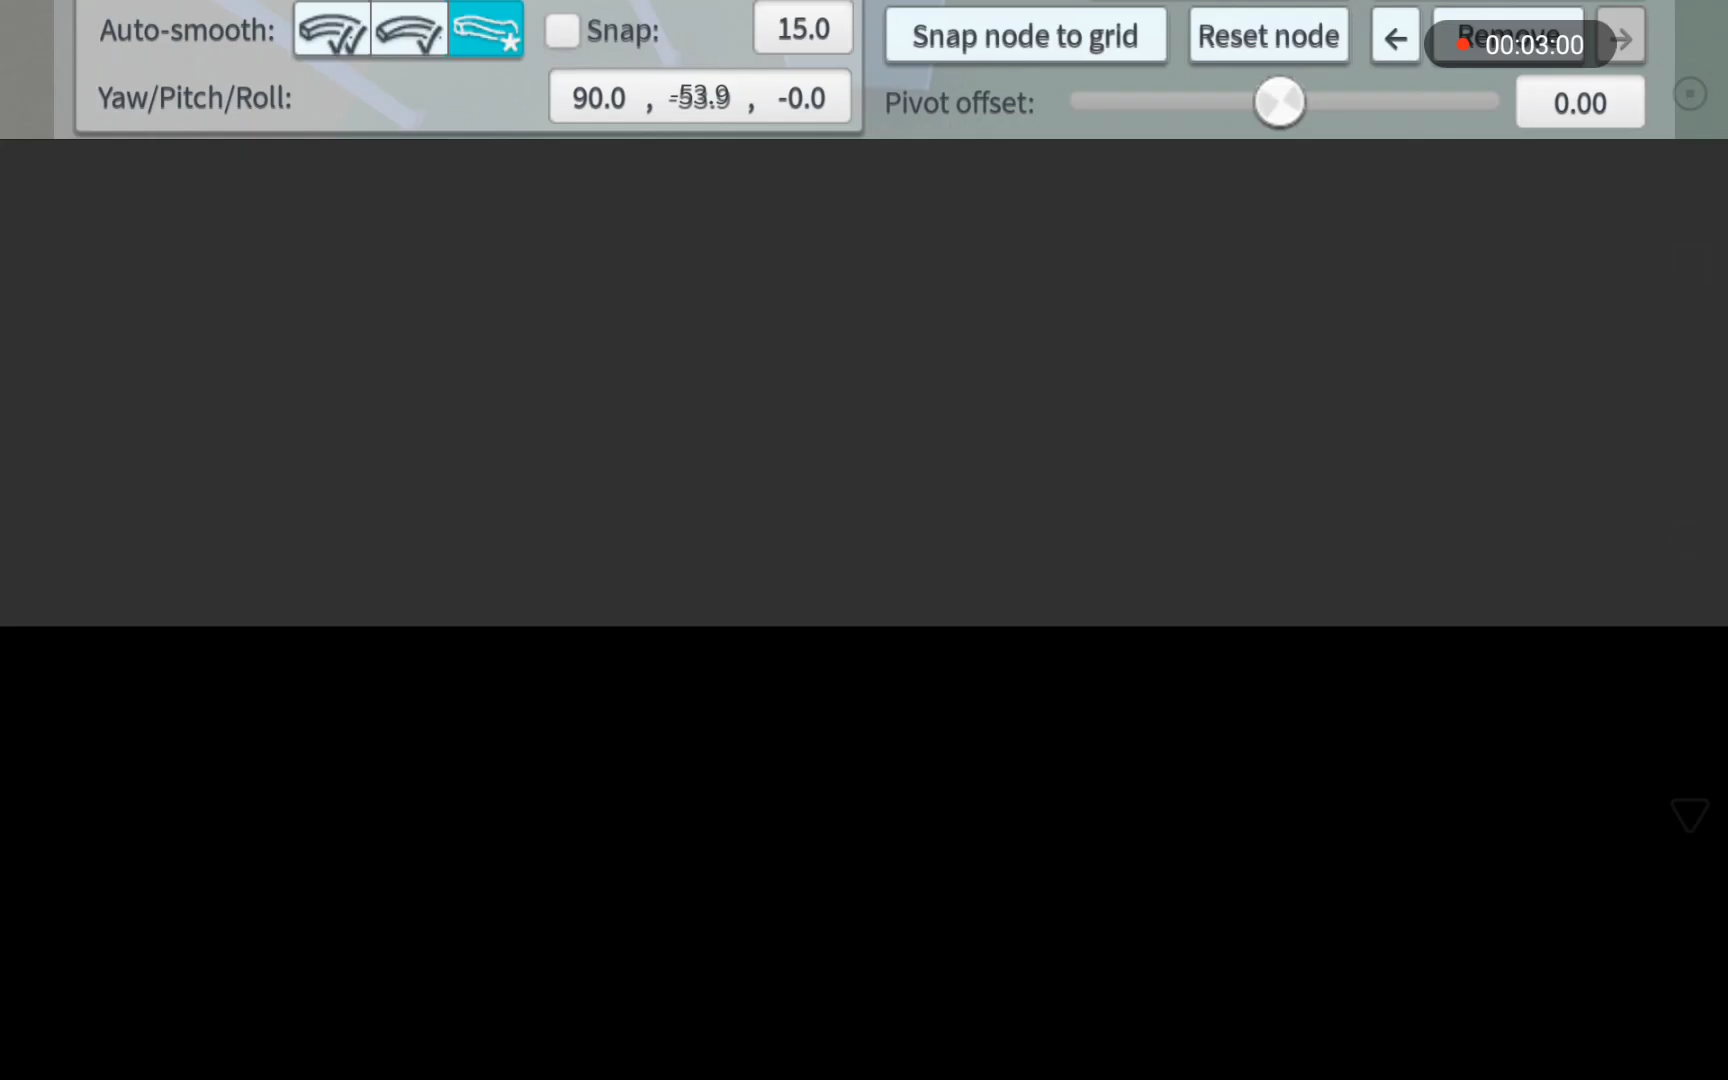 Auto-smooth: Snap: 15.0 Snap node to grid Reset node ← Remove →
00:03:00
Yaw/Pitch/Roll: 90.0 , -53.9 , -0.0 Pivot offset: 0.00